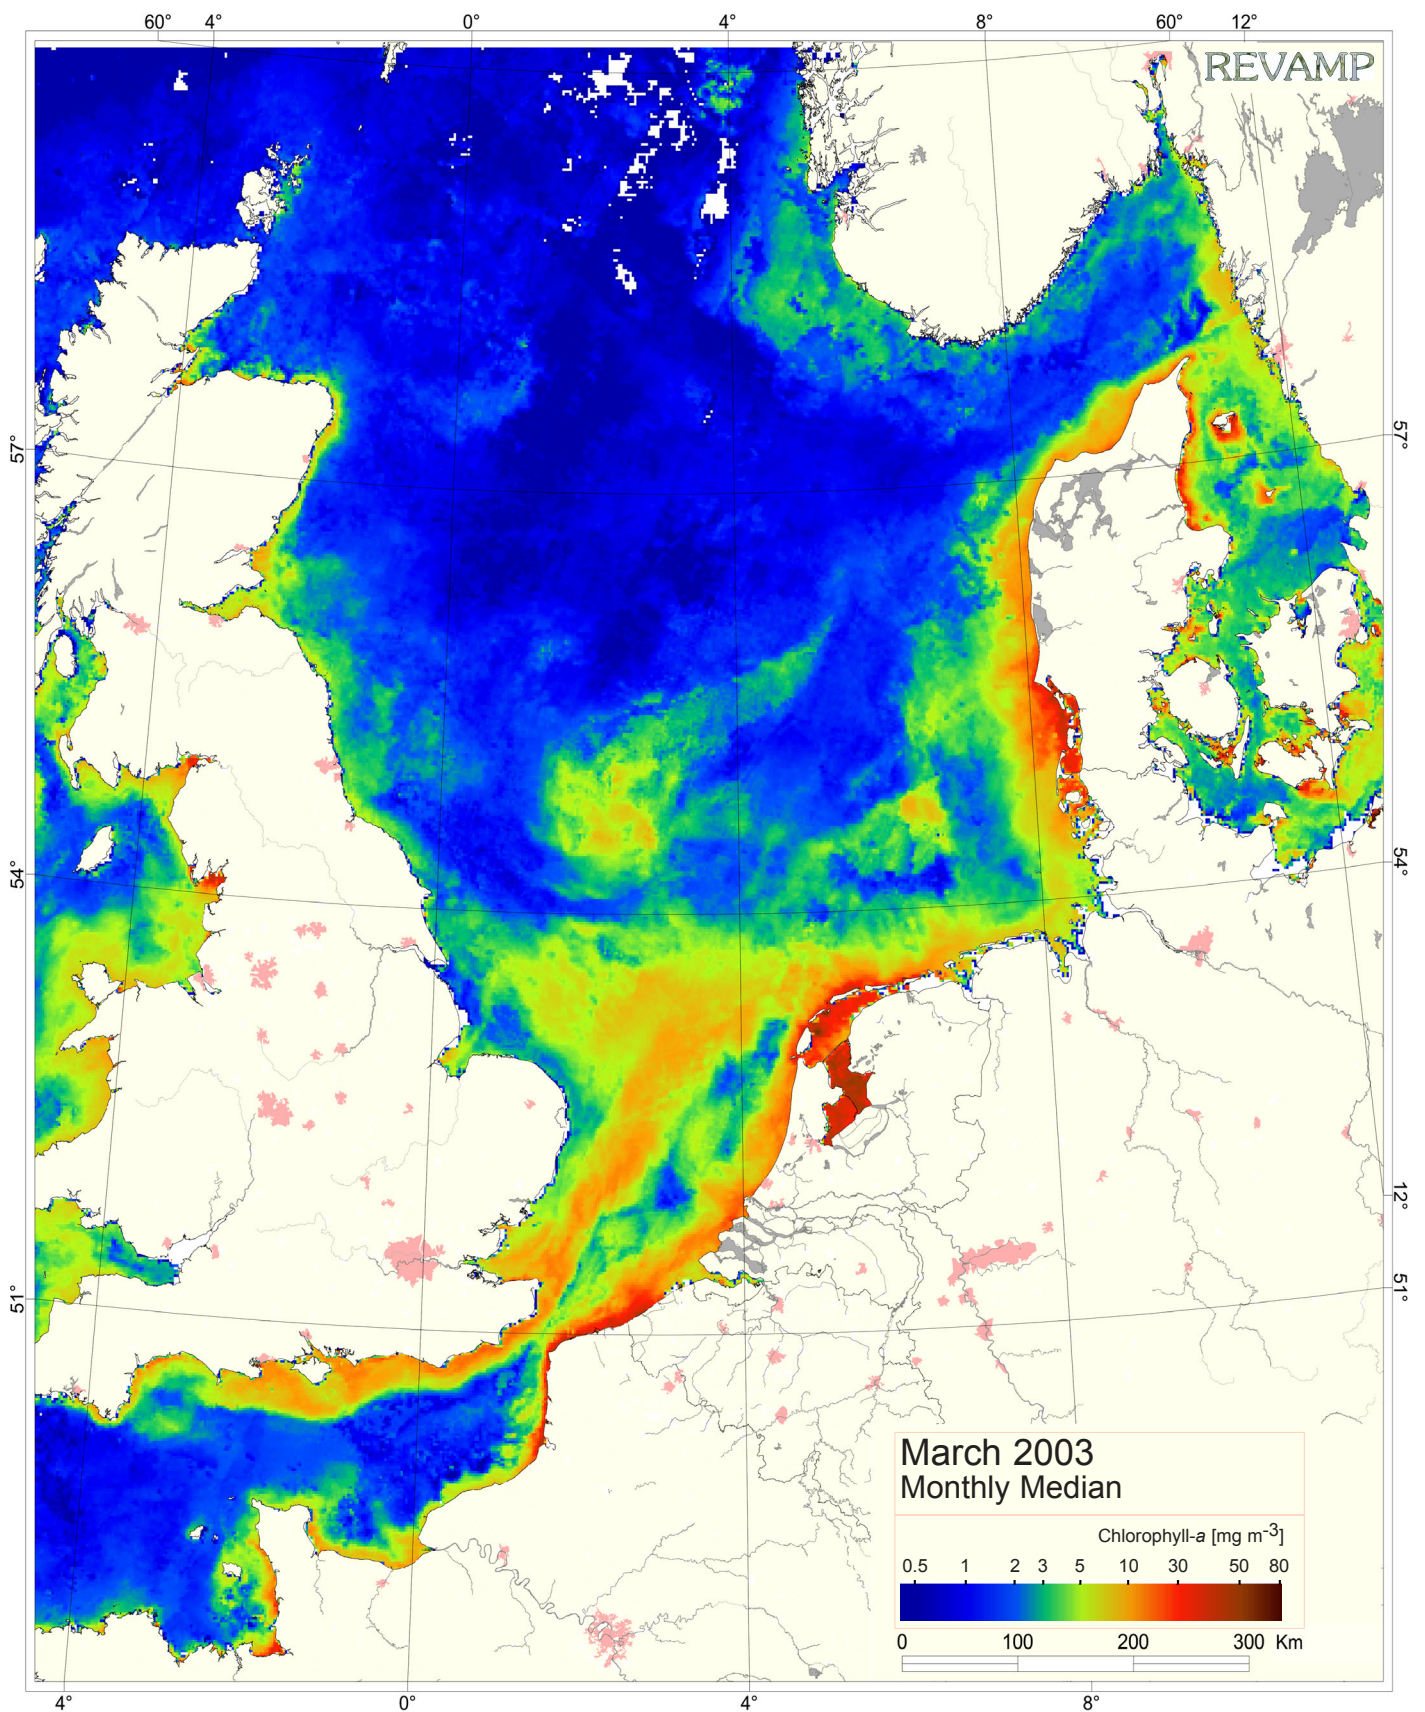 60° 4° 0° 4° 8° 60° 12°
REVAMP
57° 57°
54° 54°
12°
51° 51°
March 2003
Monthly Median
Chlorophyll-a [mg m-3]
0.5 1 2 3 5 10 30 50 80
0 100 200 300 Km
4° 0° 4° 8°